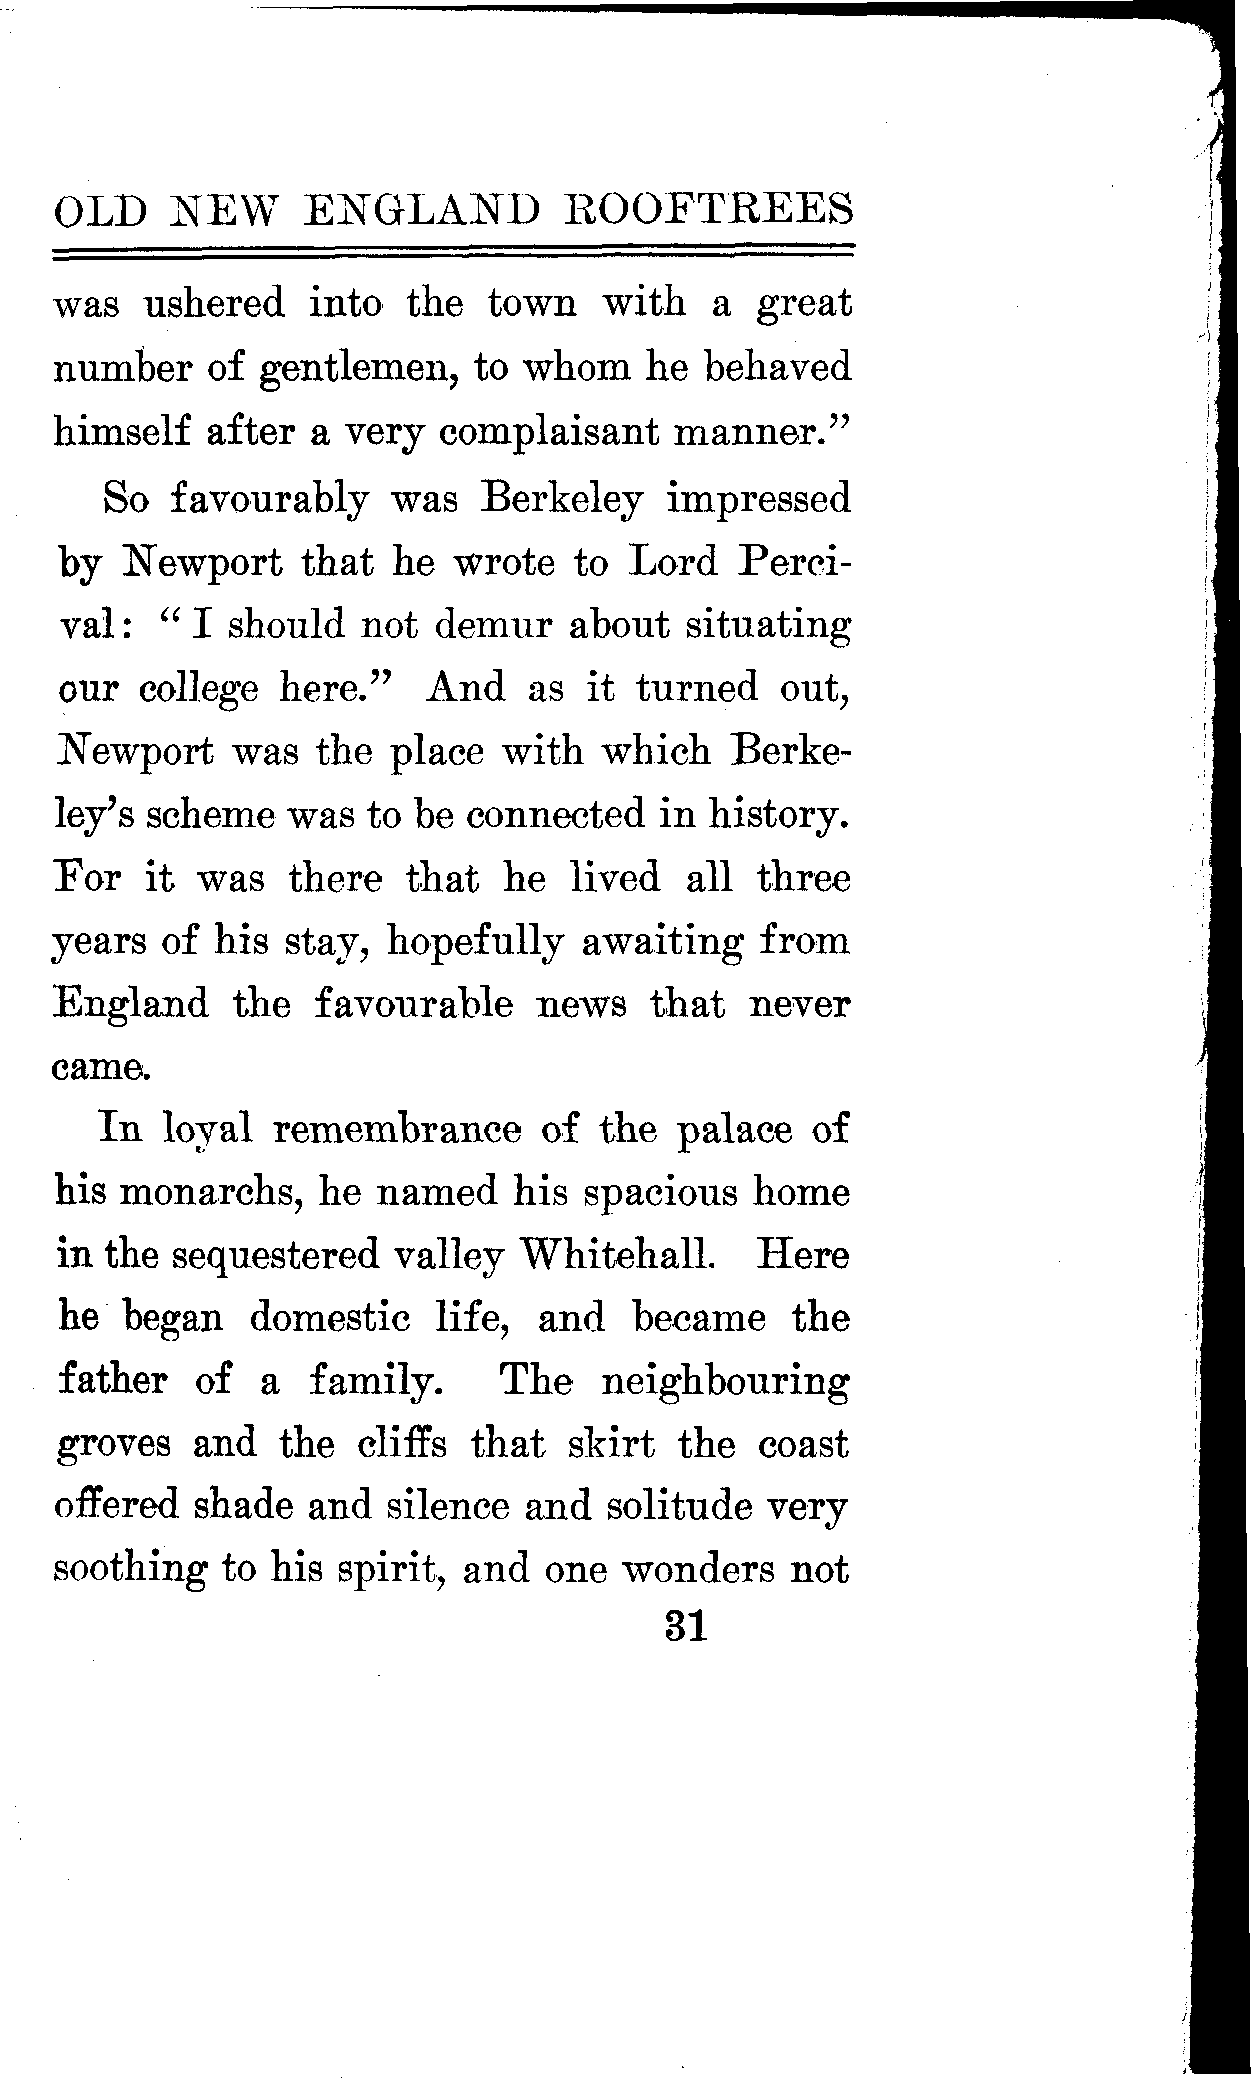 OLD NEW ENGLAND ROOFTREES
was ushered into the town with a great
number of gentlemen, to whom he behaved
himself after a very complaisant manner."
So favourably was Berkeley impressed
by Newport that he wrote to Lord Perci-
val: " I should not demur about situating
our college here." And as it turned out,
Newport was the place with which Berke-
ley's scheme was to be connected in history.
For it was there that he lived all three
years of his stay, hopefully awaiting from
England the favourable news that never
came.
In loyal remembrance of the palace of
his monarchs, he named his spacious home
in the sequestered valley Whitehall. Here
he began domestic life, and became the
father of a family. The neighbouring
groves and the cliffs that skirt the coast
offered shade and silence and solitude very
soothing to his spirit, and one wonders not
31